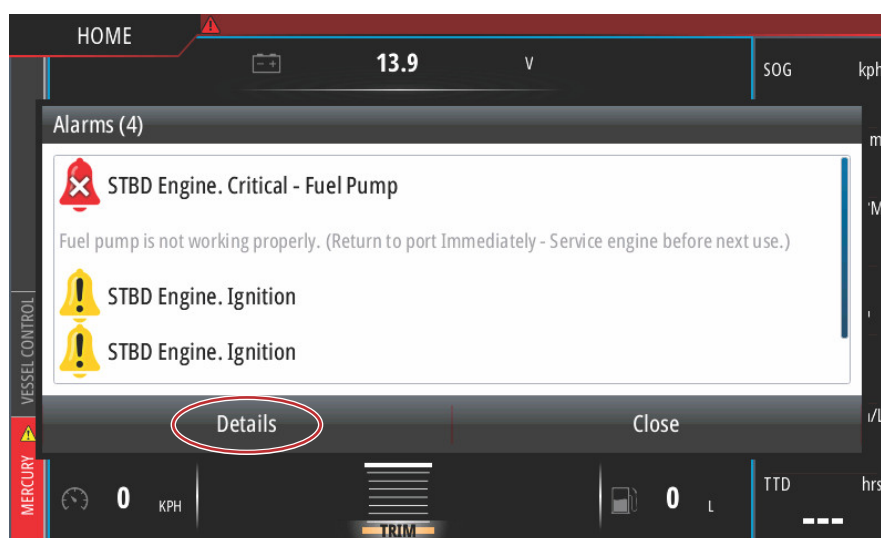 HOME
13.9 V
SOG kph
Alarms (4)
m
STBD Engine. Critical - Fuel Pump
'M
Fuel pump is not working properly. (Return to port Immediately - Service engine before next use.)
STBD Engine. Ignition
VESSEL CONTROL
STBD Engine. Ignition
Details Close
MERCURY
0 KPH
TRIM
0 L
TTD hrs
---